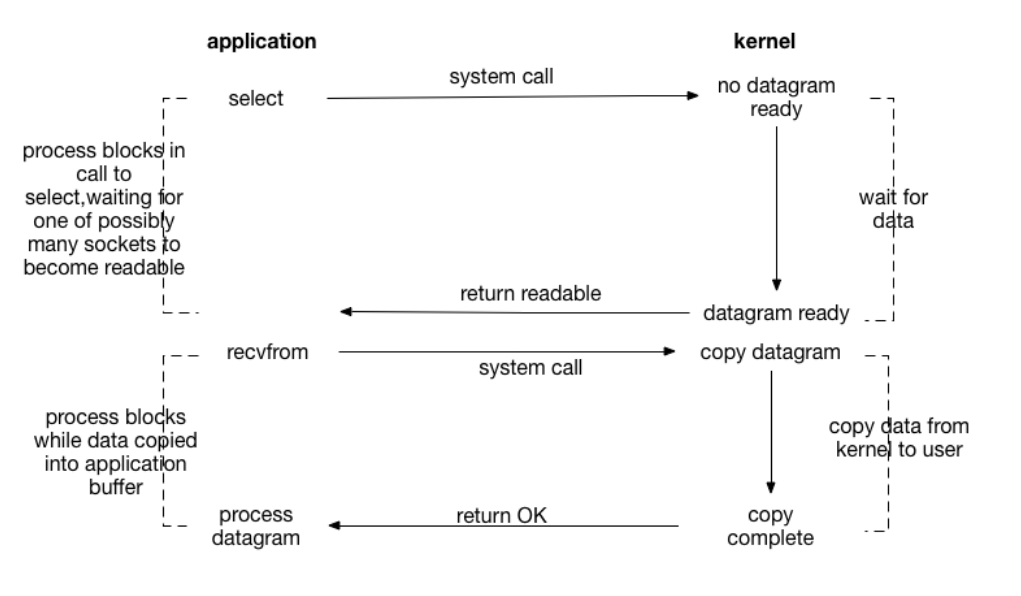 application
kernel
system call
select
no datagram
ready
process blocks in
call to
select,waiting for
one of possibly
many sockets to
become readable
wait for
data
return readable
datagram ready
recvfrom
copy datagram
system call
process blocks
while data copied
into application
buffer
copy data from
kernel to user
process
datagram
return OK
copy
complete